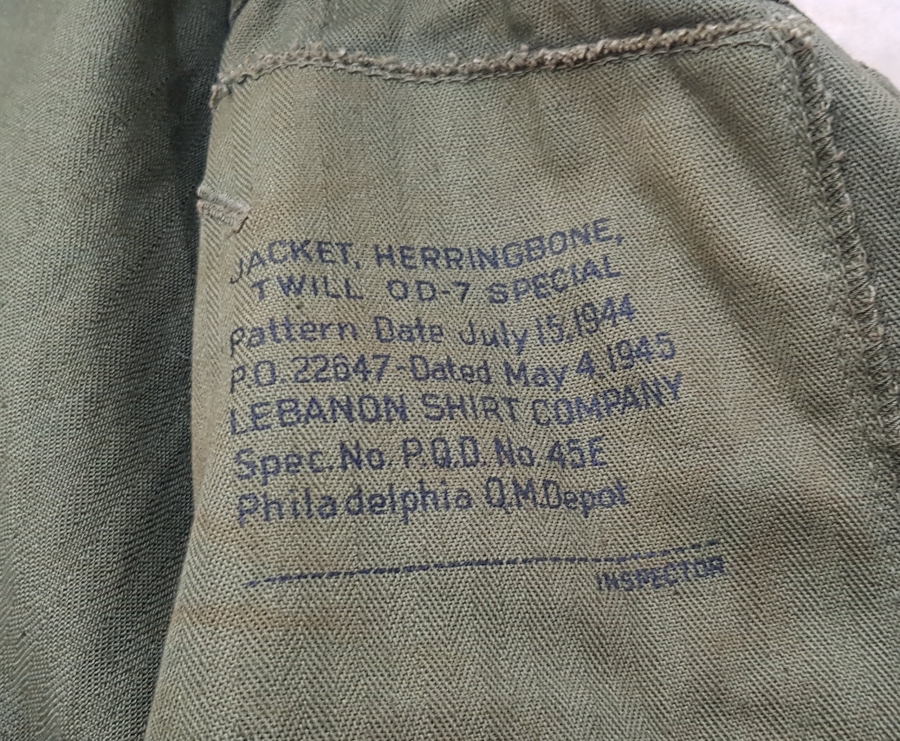 JACKET, HERRINGBONE,
TWILL OD-7 SPECIAL
Pattern Date July 15, 1944
P.O. 22647-Dated May 4, 1945
LEBANON SHIRT COMPANY
Spec. No. P.Q.D. No. 45E
Philadelphia Q.M. Depot
INSPECTOR